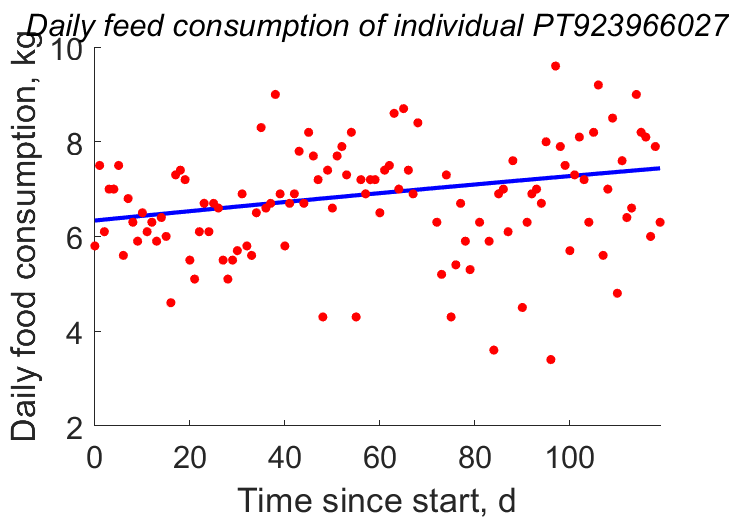 Daily feed consumption of individual PT923966027
Daily food consumption, kg
10
8
6
4
2
0 20 40 60 80 100
Time since start, d